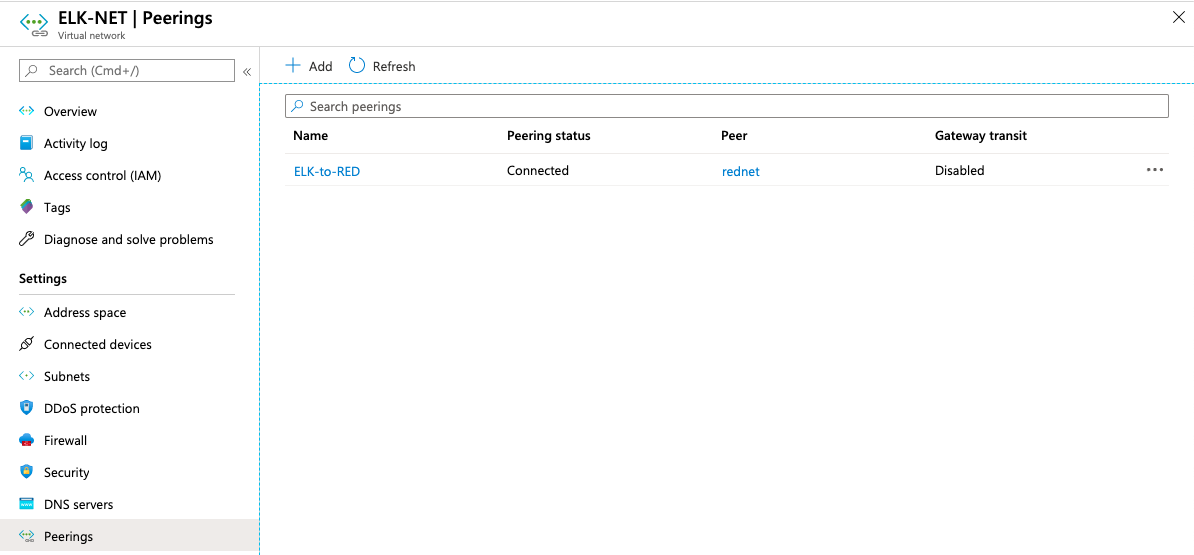 ELK-NET | Peerings
Virtual network
Search (Cmd+/)
«
Overview
Activity log
Access control (IAM)
Tags
Diagnose and solve problems
Settings
Address space
Connected devices
Subnets
DDoS protection
Firewall
Security
DNS servers
Peerings
Add Refresh
Search peerings
Name Peering status Peer Gateway transit
ELK-to-RED Connected rednet Disabled ···